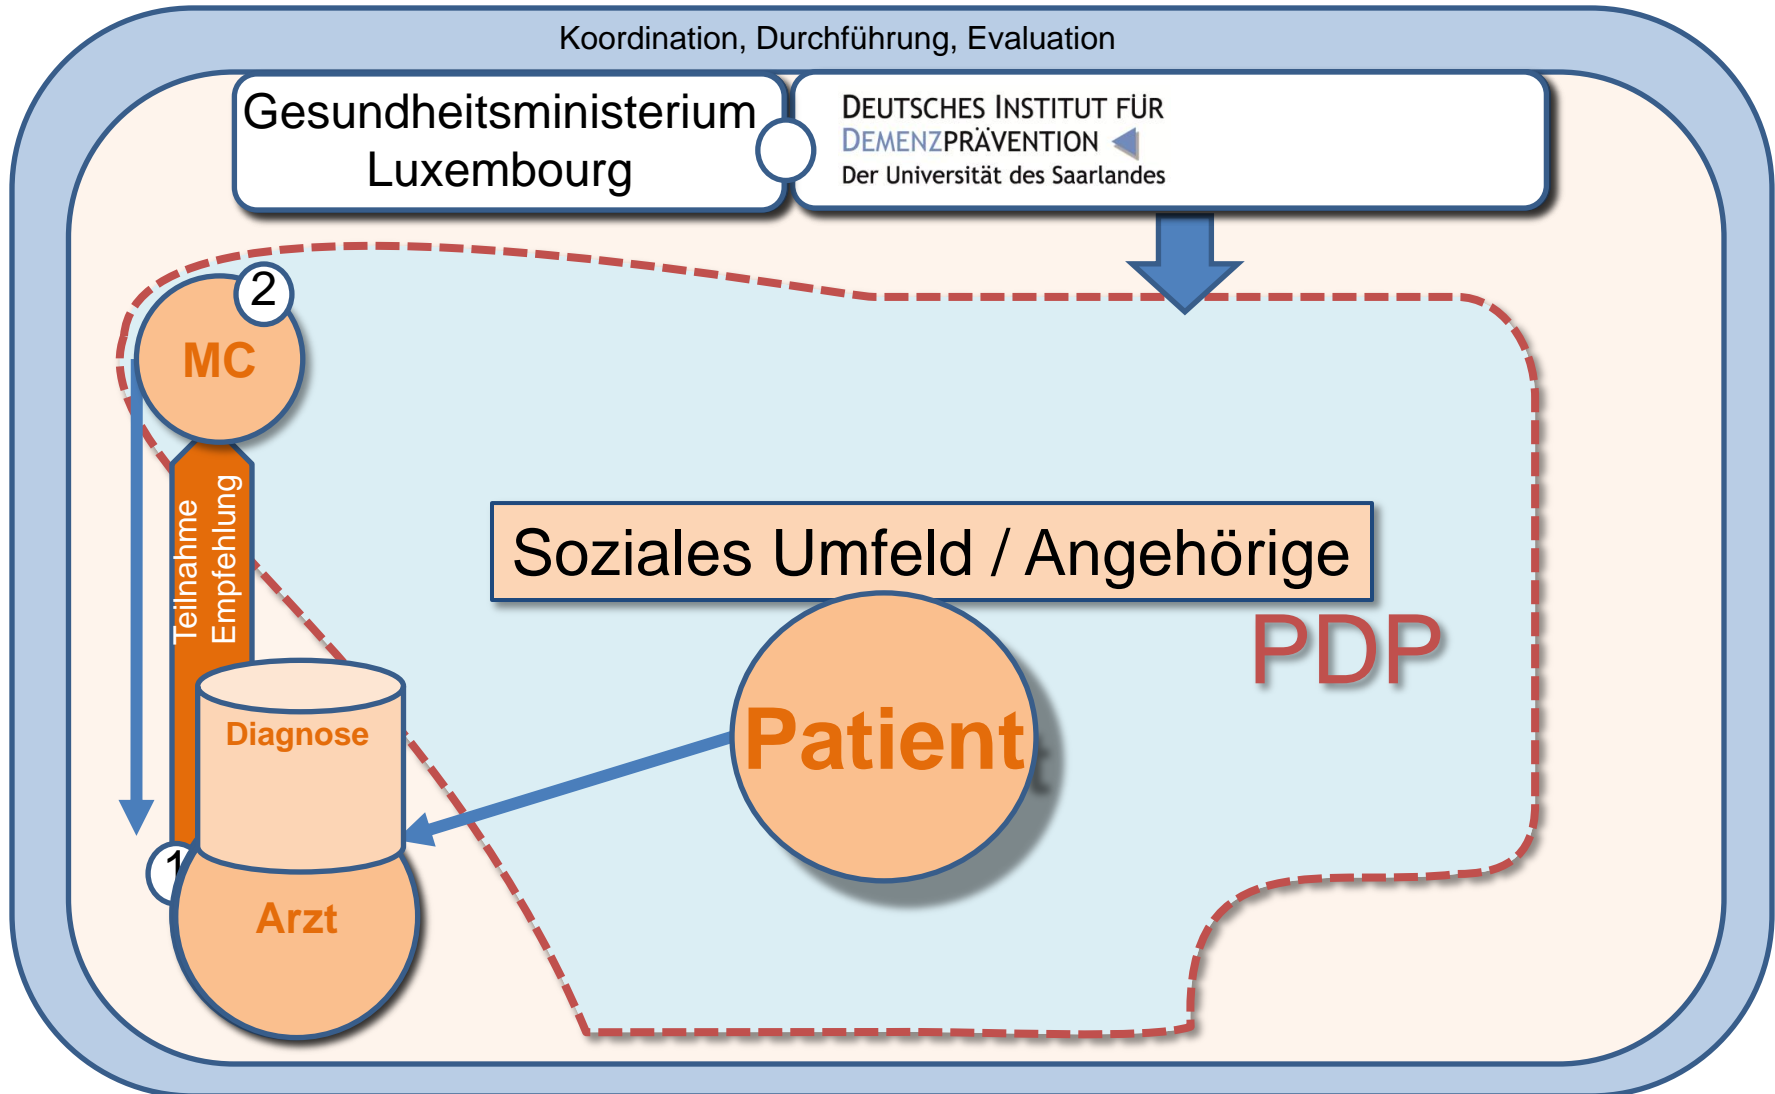 Koordination, Durchführung, Evaluation
Gesundheitsministerium
Luxembourg
DEUTSCHES INSTITUT FÜR
DEMENZPRÄVENTION
Der Universität des Saarlandes
2
MC
Teilnahme
Empfehlung
Soziales Umfeld / Angehörige
PDP
Patient
Diagnose
1
Arzt